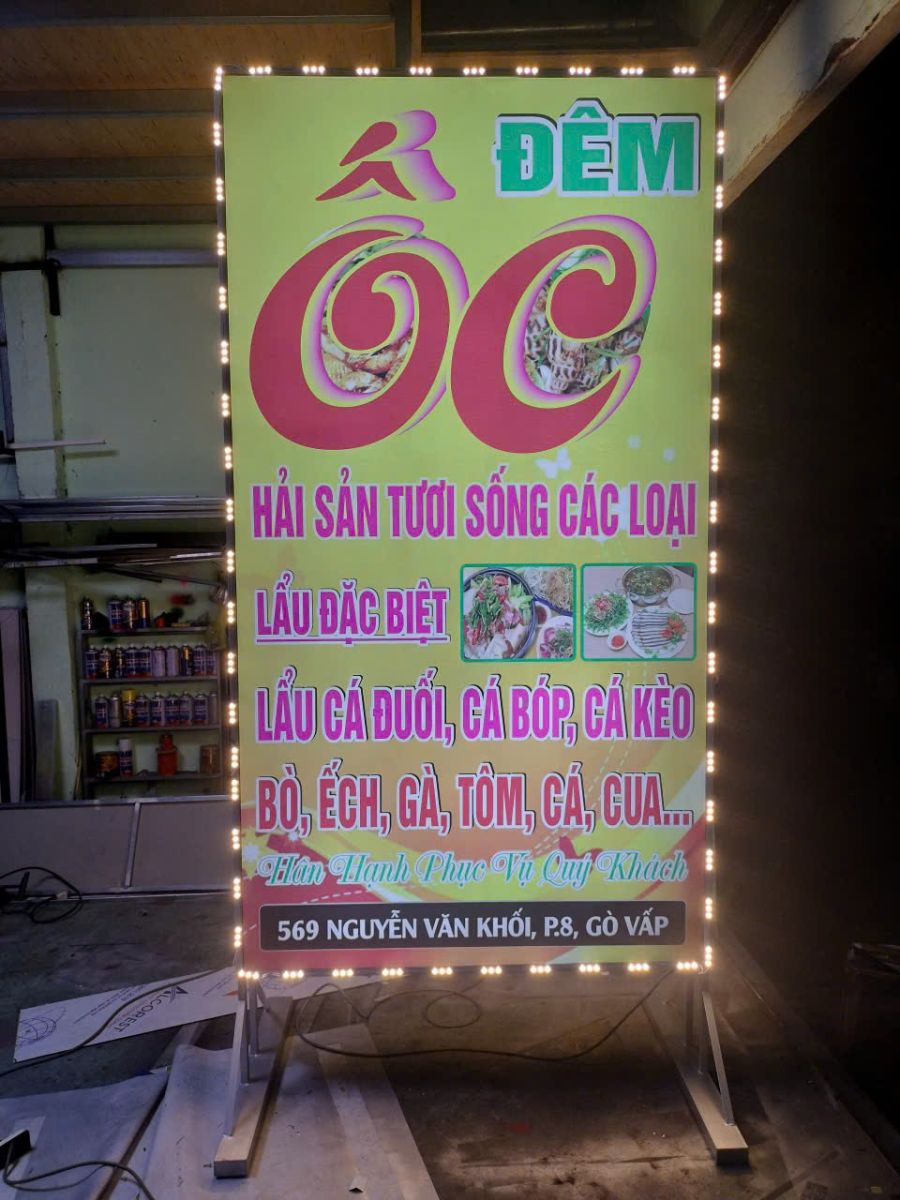 ĐÊM
ỐC
HẢI SẢN TƯƠI SỐNG CÁC LOẠI
LẨU ĐẶC BIỆT
LẨU CÁ ĐUỐI, CÁ BÓP, CÁ KÈO
BÒ, ẾCH, GÀ, TÔM, CÁ, CUA...
Hân Hạnh Phục Vụ Quý Khách
569 NGUYỄN VĂN KHỐI, P.8, GÒ VẤP
ALCOREST